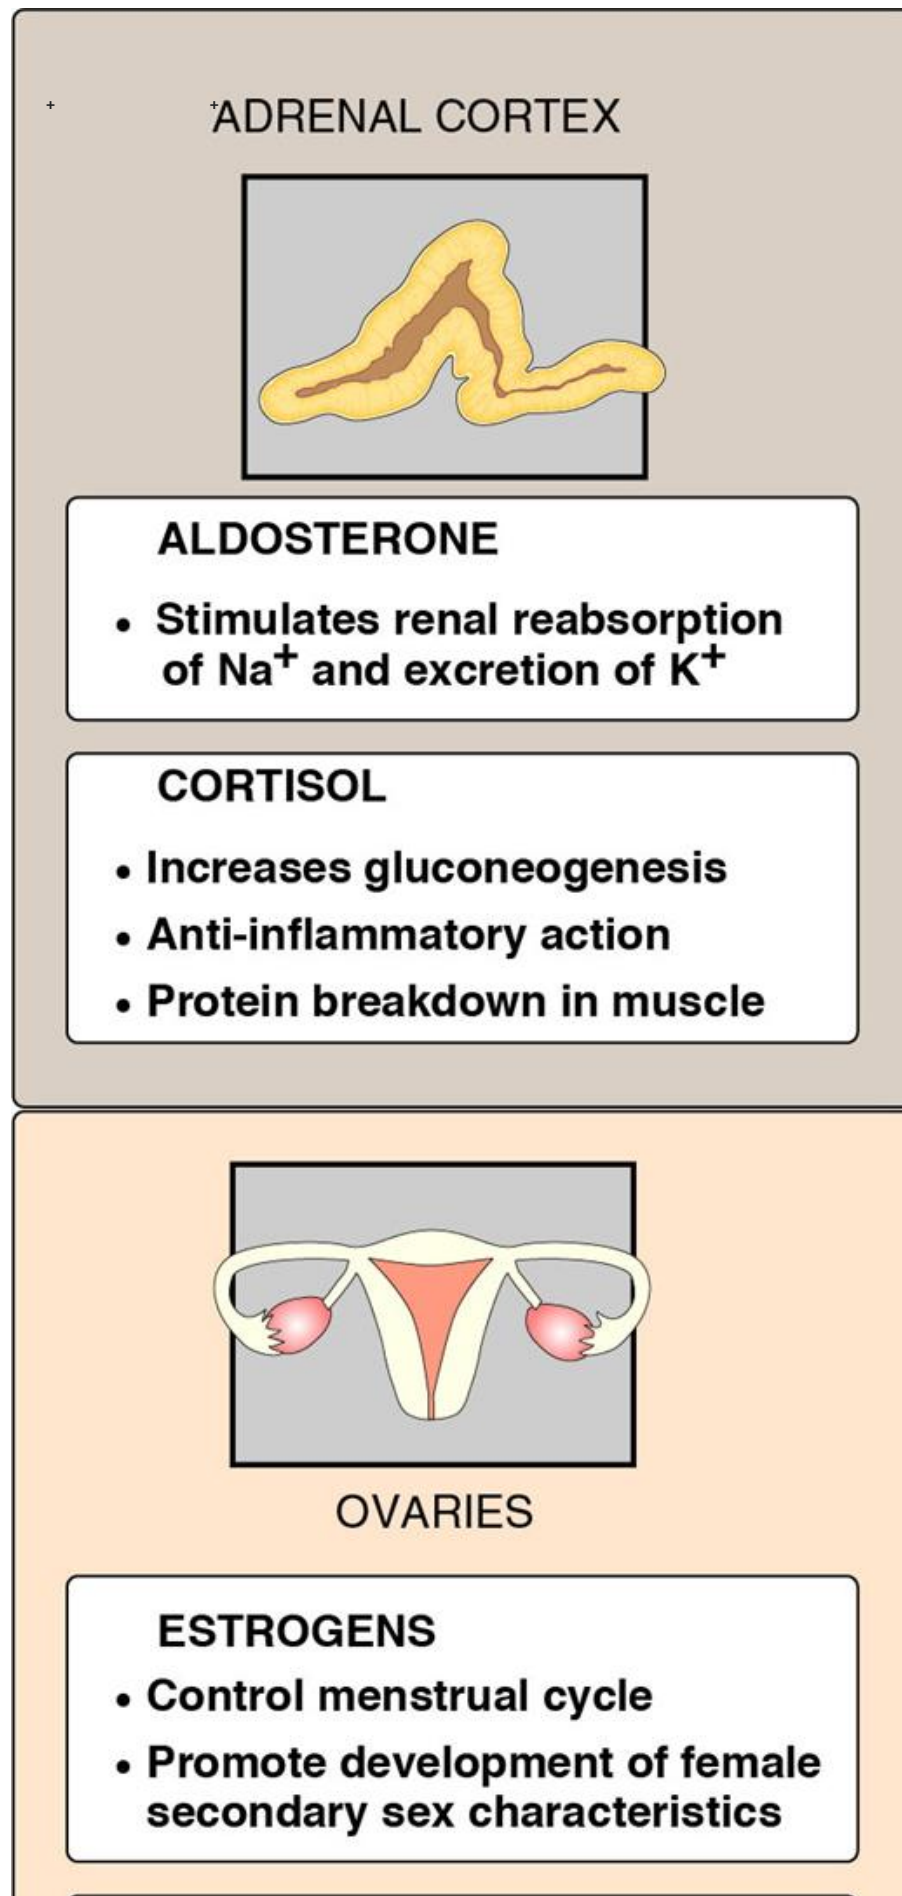 ADRENAL CORTEX
ALDOSTERONE
• Stimulates renal reabsorption
of Na⁺ and excretion of K⁺
CORTISOL
• Increases gluconeogenesis
• Anti-inflammatory action
• Protein breakdown in muscle
OVARIES
ESTROGENS
• Control menstrual cycle
• Promote development of female
secondary sex characteristics